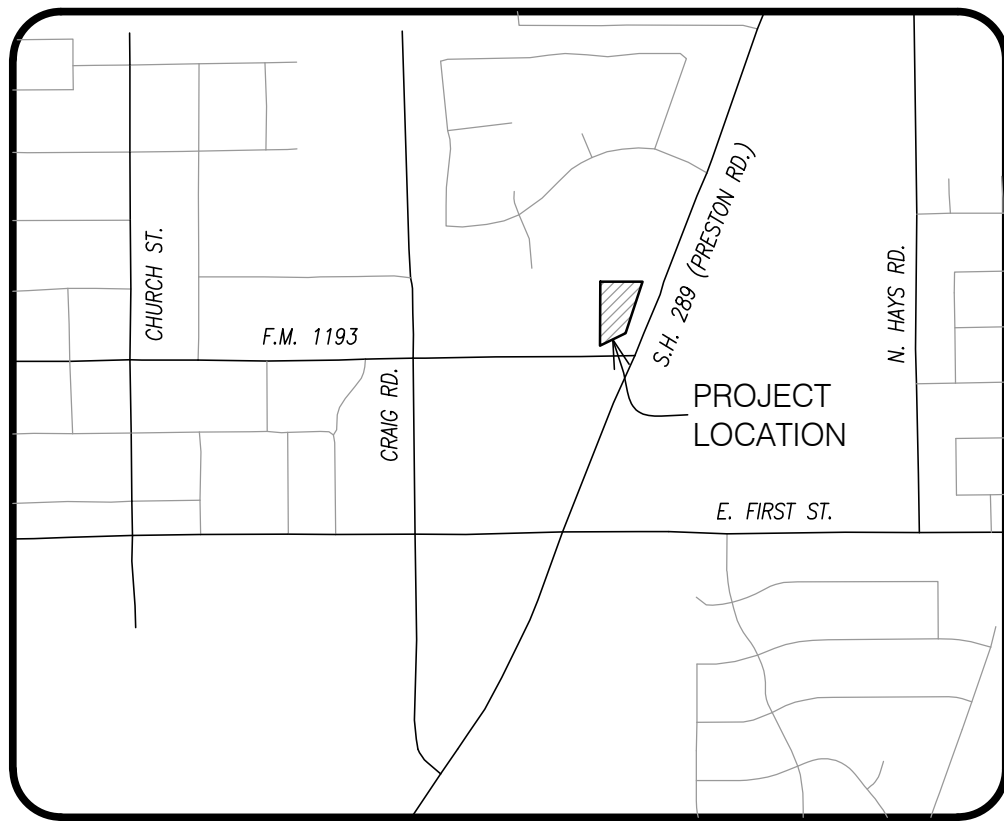 CHURCH ST.
F.M. 1193
CRAIG RD.
S.H. 289 (PRESTON RD.)
N. HAYS RD.
PROJECT
LOCATION
E. FIRST ST.